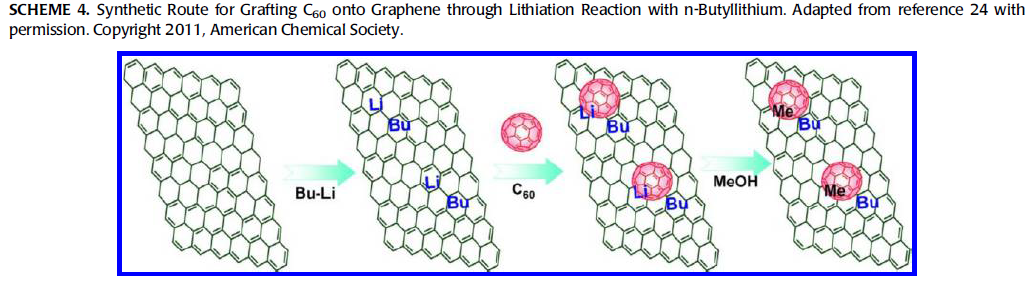 SCHEME 4. Synthetic Route for Grafting C60 onto Graphene through Lithiation Reaction with n-Butyllithium. Adapted from reference 24 with
permission. Copyright 2011, American Chemical Society.
Li
Bu
Li
Bu
Bu-Li
C60
Li
Bu
Li
Bu
MeOH
Me
Bu
Me
Bu